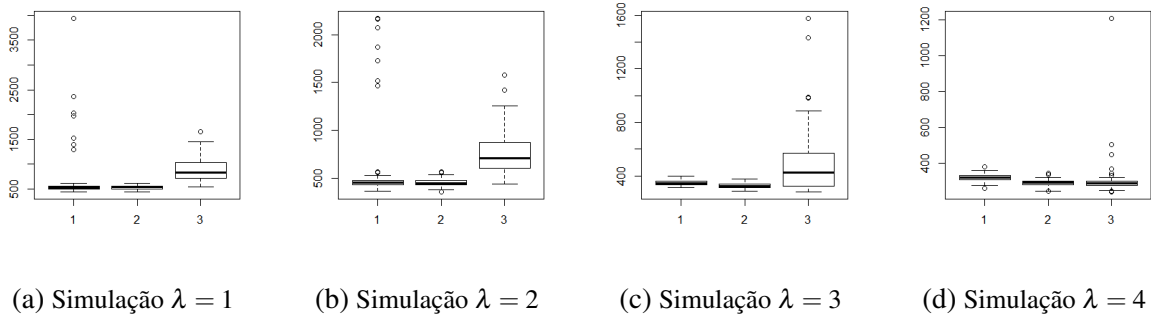 500 1500 2500 3500
1 2 3
500 1000 1500 2000
1 2 3
400 800 1200 1600
1 2 3
400 600 800 1000 1200
1 2 3
(a) Simulação λ = 1
(b) Simulação λ = 2
(c) Simulação λ = 3
(d) Simulação λ = 4